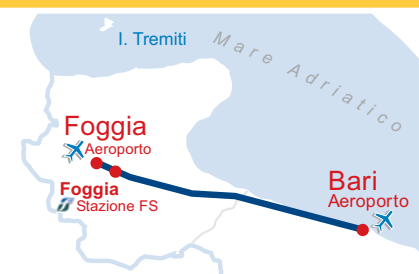 I. Tremiti
Mare Adriatico
Foggia
Aeroporto
Foggia
Stazione FS
Bari
Aeroporto